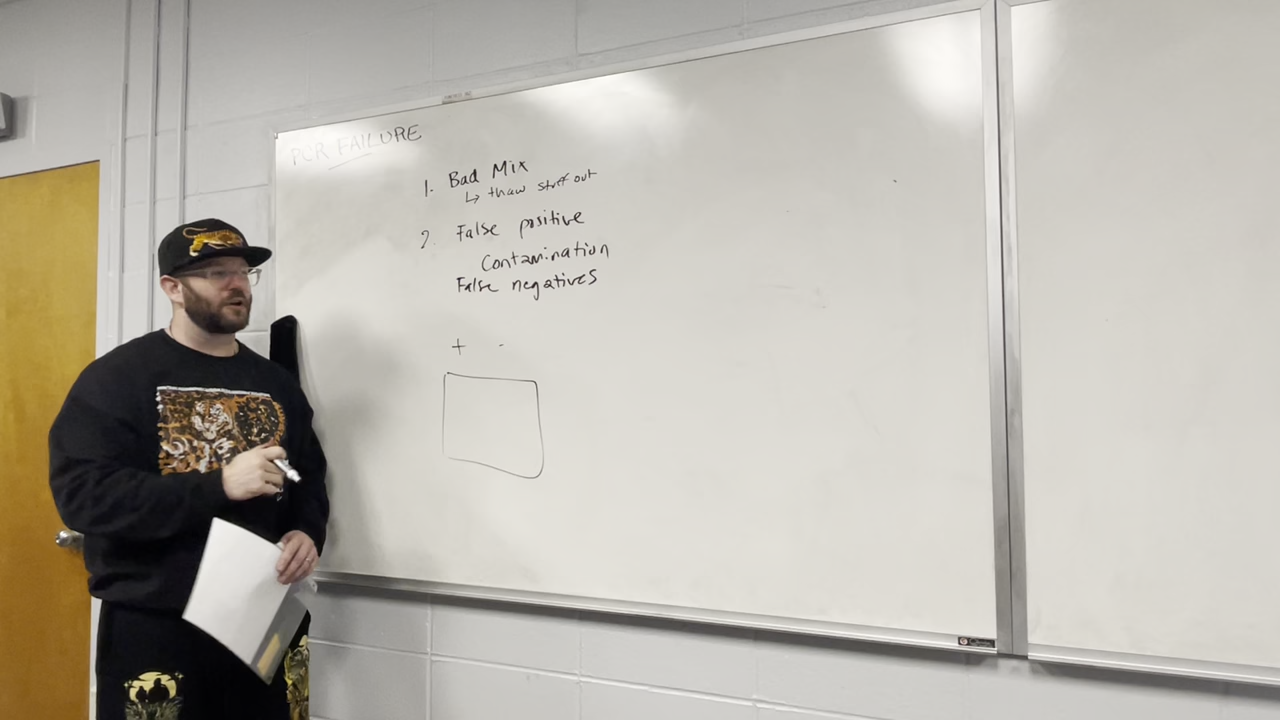 PCR FAILURE
1. Bad Mix
↳ thaw stuff out
2. False positive
Contamination
False negatives
+ -